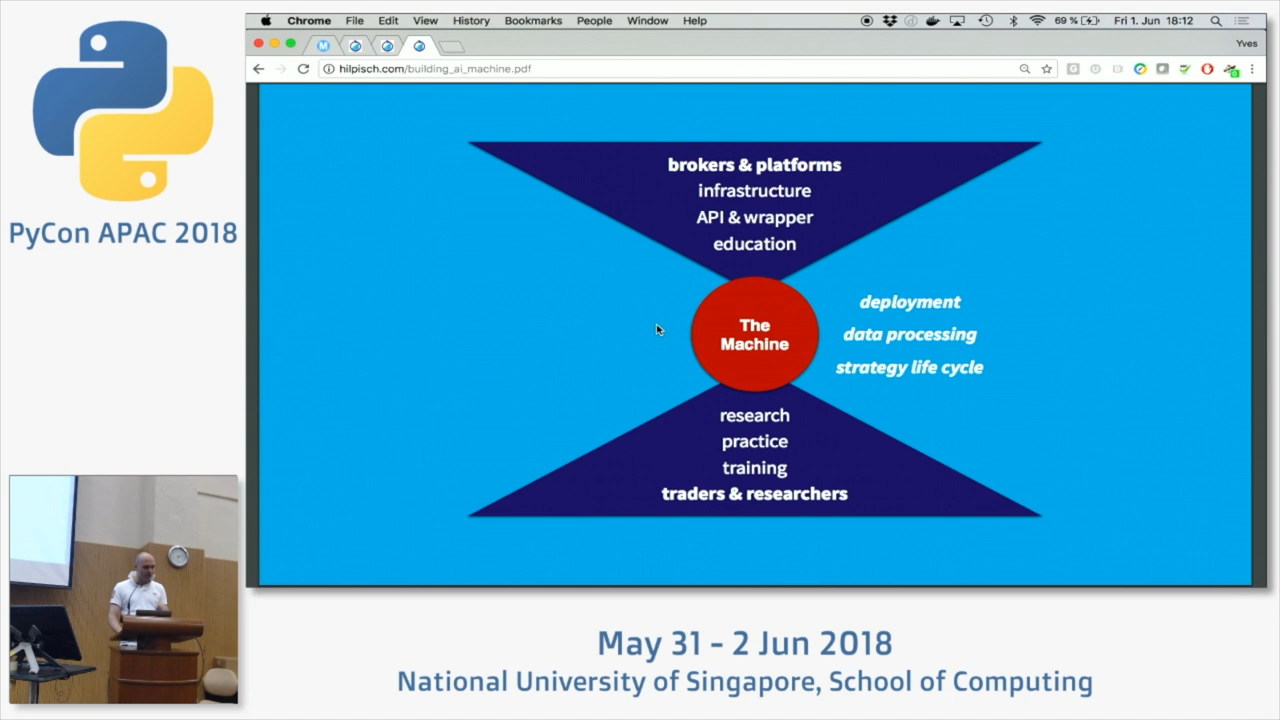 Chrome File Edit View History Bookmarks People Window Help 69 % Fri 1. Jun 18:12
Yves
hilpisch.com/building_ai_machine.pdf
PyCon APAC 2018
brokers & platforms
infrastructure
API & wrapper
education
The
Machine
deployment
data processing
strategy life cycle
research
practice
training
traders & researchers
May 31 - 2 Jun 2018
National University of Singapore, School of Computing